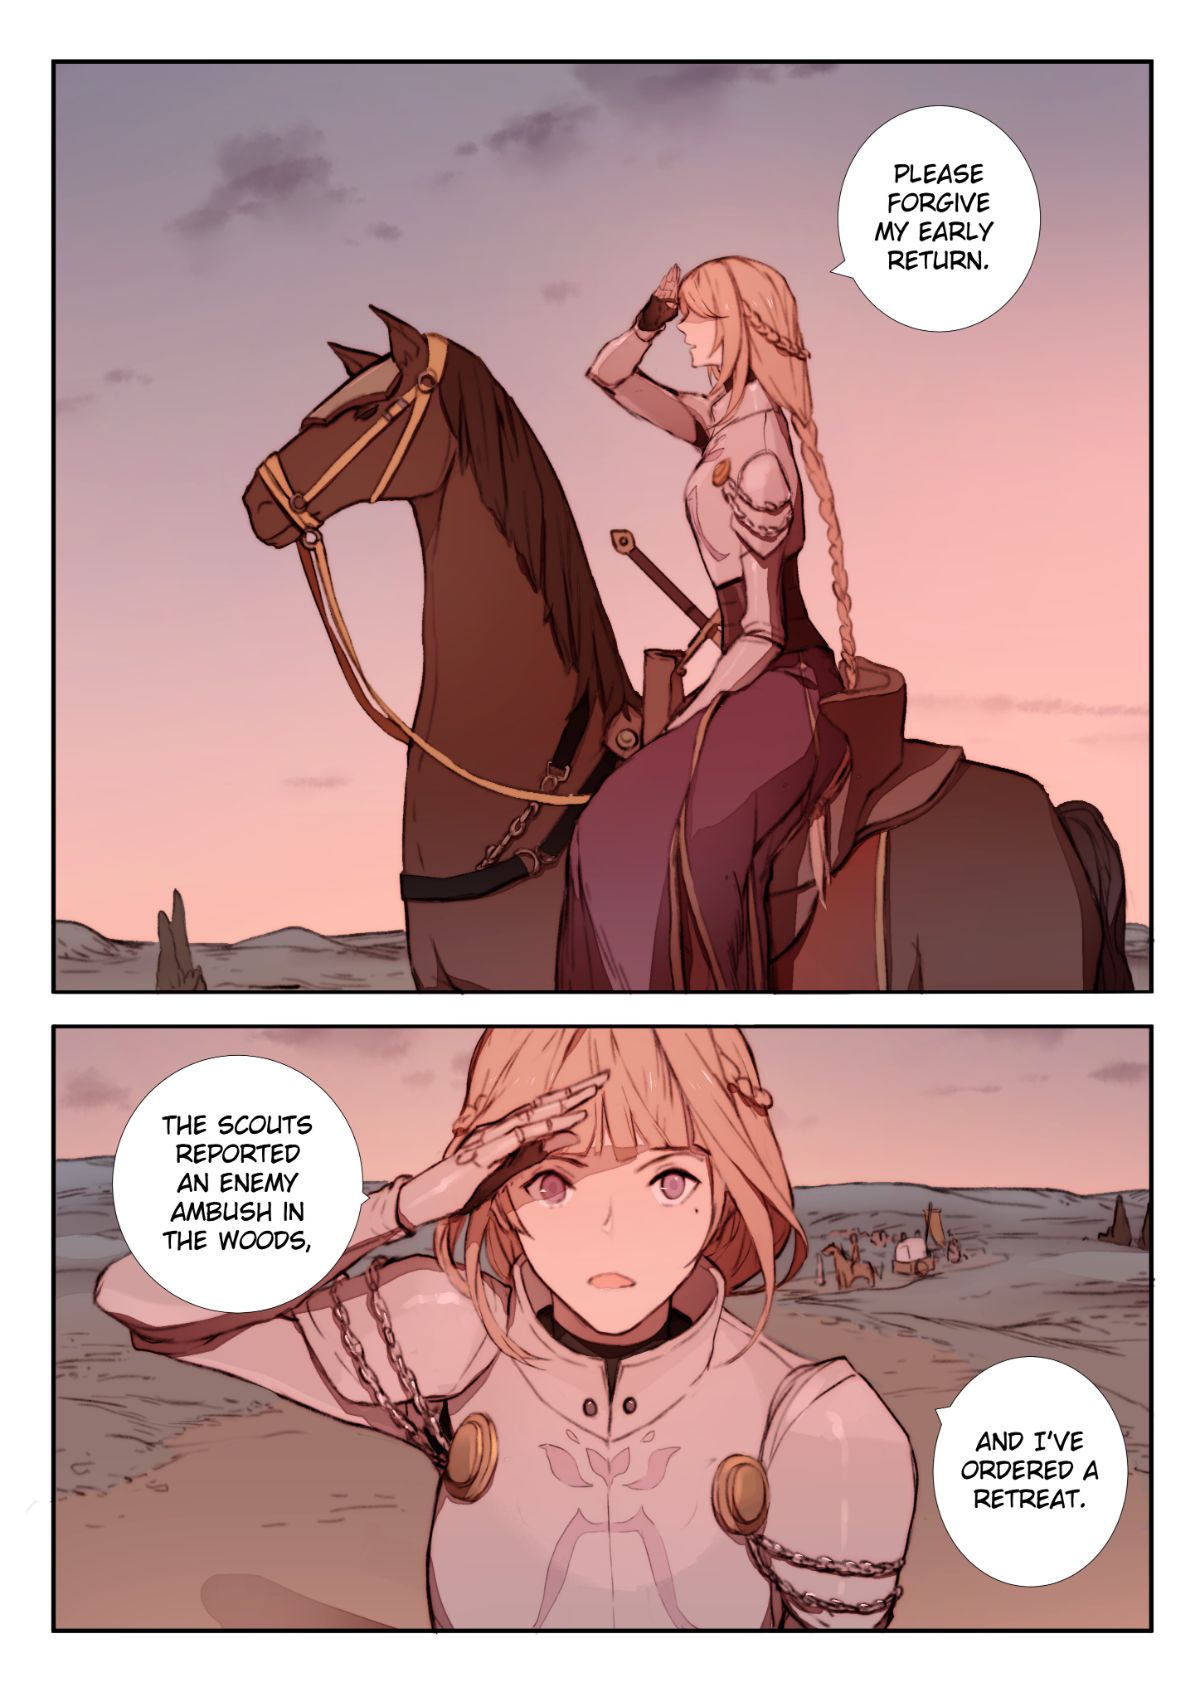 PLEASE
FORGIVE
MY EARLY
RETURN.
THE SCOUTS
REPORTED
AN ENEMY
AMBUSH IN
THE WOODS,
AND I'VE
ORDERED A
RETREAT.